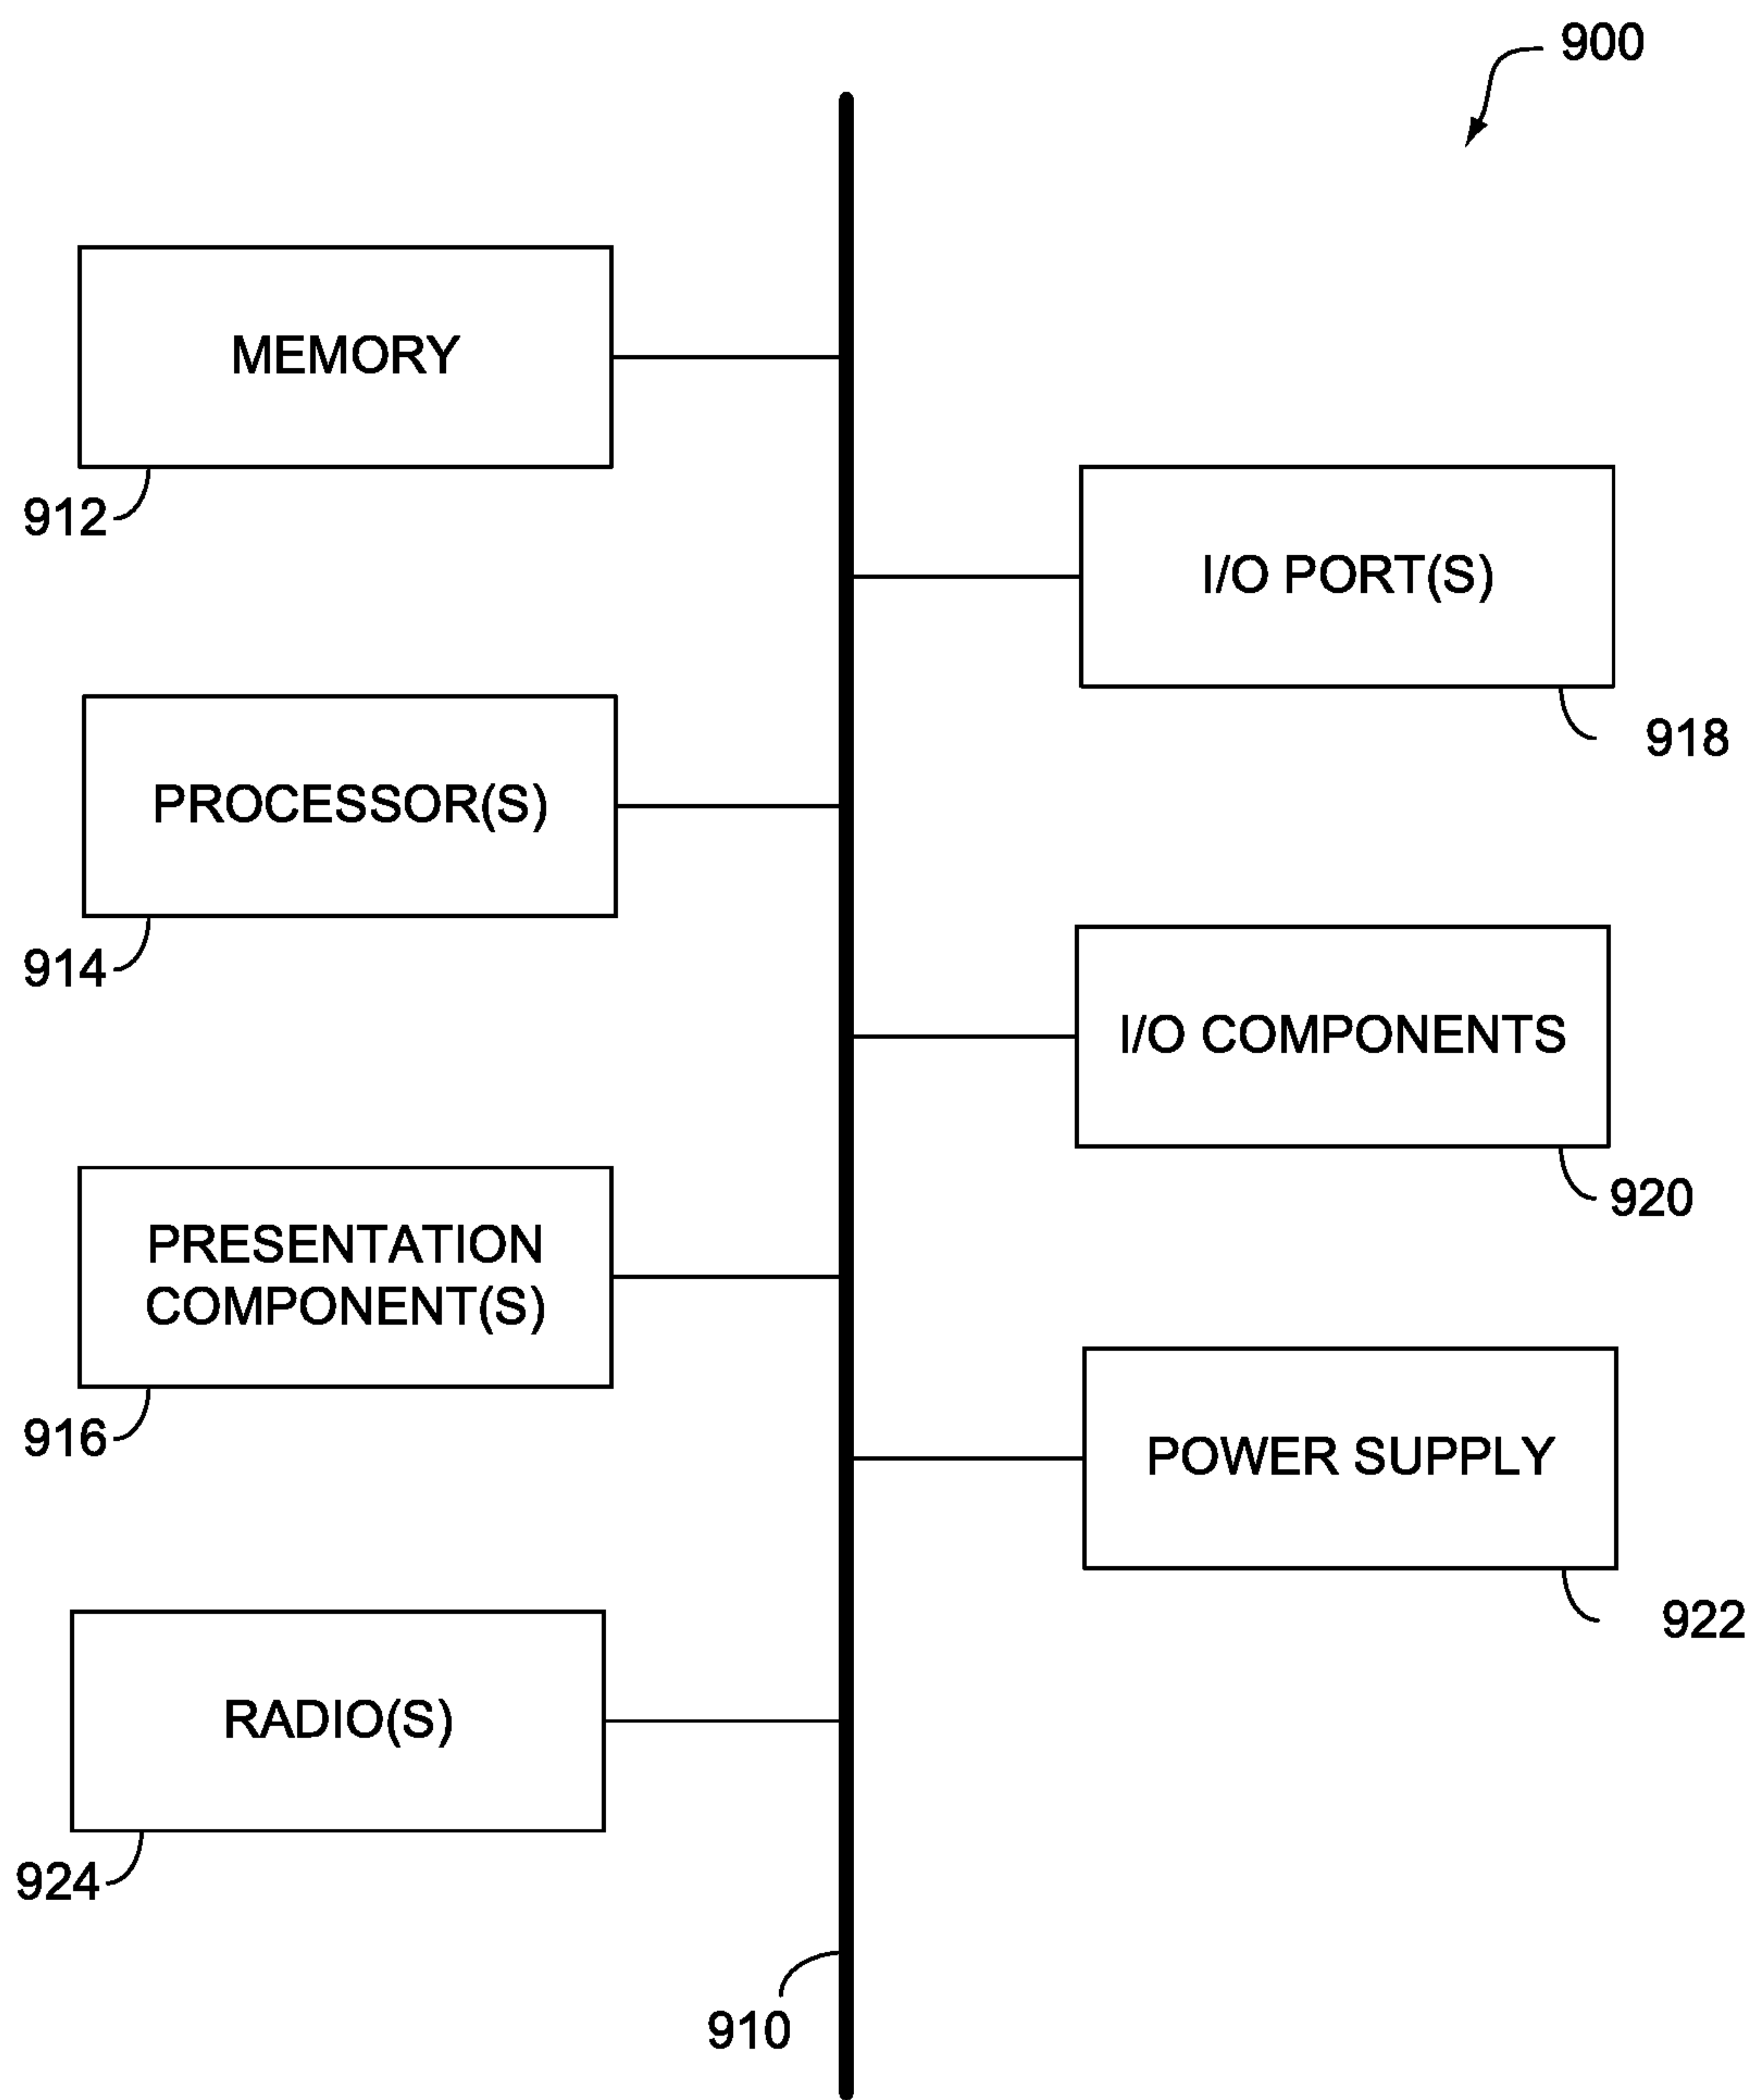 900
MEMORY
912
I/O PORT(S)
918
PROCESSOR(S)
914
I/O COMPONENTS
920
PRESENTATION
COMPONENT(S)
916
POWER SUPPLY
922
RADIO(S)
924
910